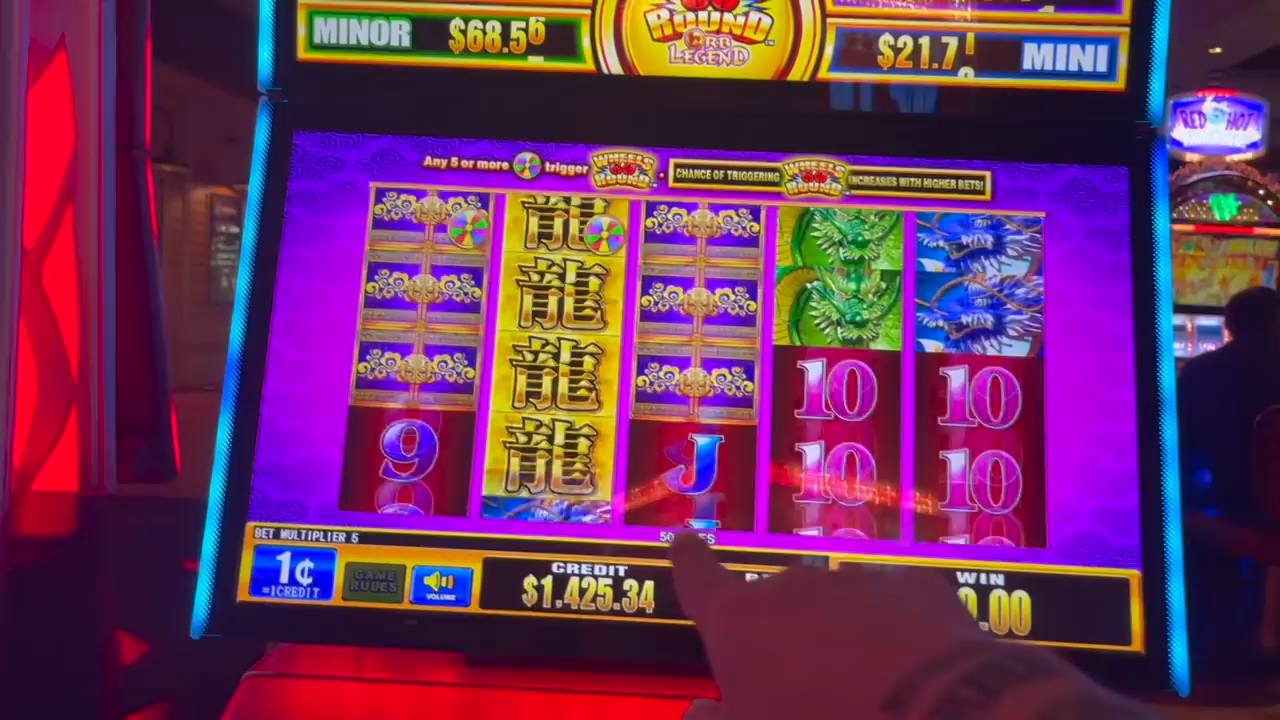 MINOR
$68.5
ROUND
ORB
LEGEND
$21.7
MINI
RED HOT
Any 5 or more trigger WHEELS ROUND • CHANCE OF TRIGGERING WHEELS ROUND INCREASES WITH HIGHER BETS!
龍
龍
龍
龍
9
J
10
10
10
10
BET MULTIPLIER 5
1¢
=1CREDIT
GAME
RULES
VOLUME
CREDIT
$1,425.34
WIN
.00